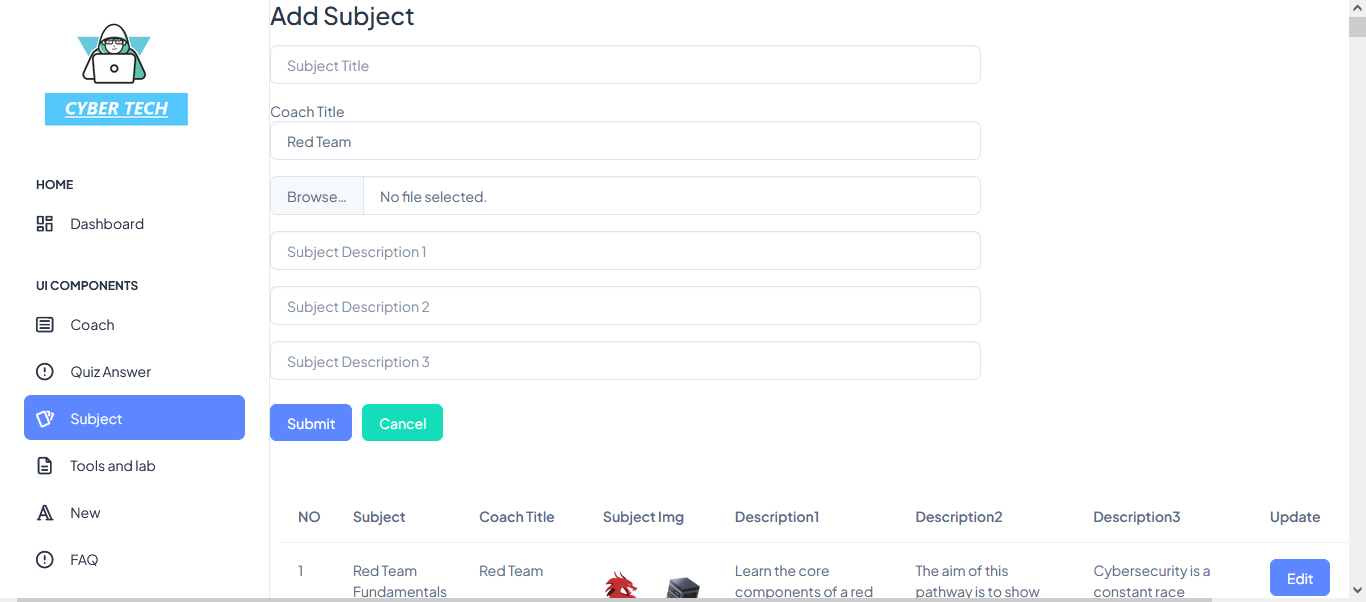 CYBER TECH
HOME
Dashboard
UI COMPONENTS
Coach
Quiz Answer
Subject
Tools and lab
New
FAQ
Add Subject
Subject Title
Coach Title
Red Team
Browse... No file selected.
Subject Description 1
Subject Description 2
Subject Description 3
Submit Cancel
NO Subject Coach Title Subject Img Description1 Description2 Description3 Update
1 Red Team Red Team Learn the core The aim of this Cybersecurity is a Edit
Fundamentals components of a red pathway is to show constant race